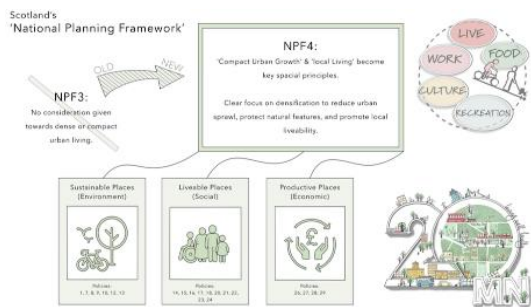 Scotland's
'National Planning Framework'
OLD
NEW
NPF3:
No consideration given
towards dense or compact
urban living.
NPF4:
'Compact Urban Growth' & 'local Living' become
key special principles.
Clear focus on densification to reduce urban
sprawl, protect natural features, and promote local
liveability.
LIVE
WORK
FOOD
CULTURE
RECREATION
Sustainable Places
(Environment)
Policies
1, 7, 8, 9, 10, 12, 13
Liveable Places
(Social)
Policies
14, 15, 16, 17, 18, 20, 21, 22,
23, 24
Productive Places
(Economic)
£
Policies
26, 27, 28, 29
20
MN